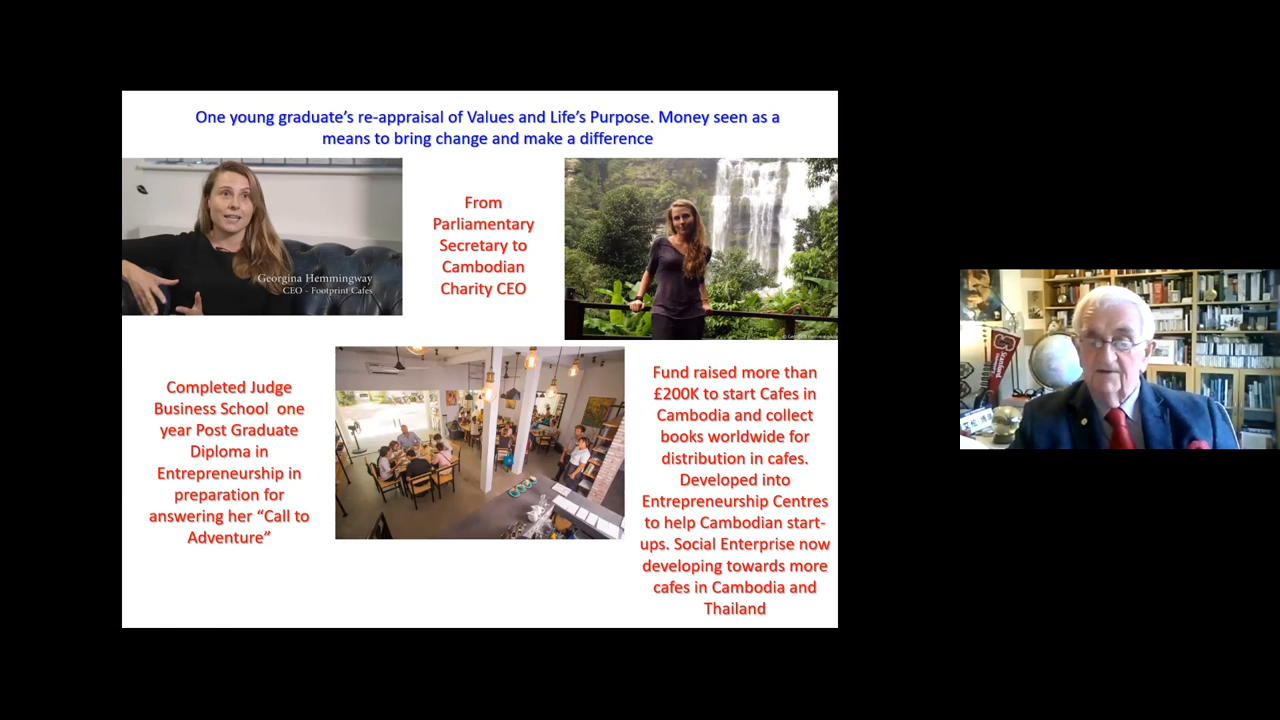 One young graduate’s re-appraisal of Values and Life’s Purpose. Money seen as a
means to bring change and make a difference
Georgina Hemmingway
CEO - Footprint Cafes
From
Parliamentary
Secretary to
Cambodian
Charity CEO
Completed Judge
Business School one
year Post Graduate
Diploma in
Entrepreneurship in
preparation for
answering her “Call to
Adventure”
Fund raised more than
£200K to start Cafes in
Cambodia and collect
books worldwide for
distribution in cafes.
Developed into
Entrepreneurship Centres
to help Cambodian start-
ups. Social Enterprise now
developing towards more
cafes in Cambodia and
Thailand
Stanford